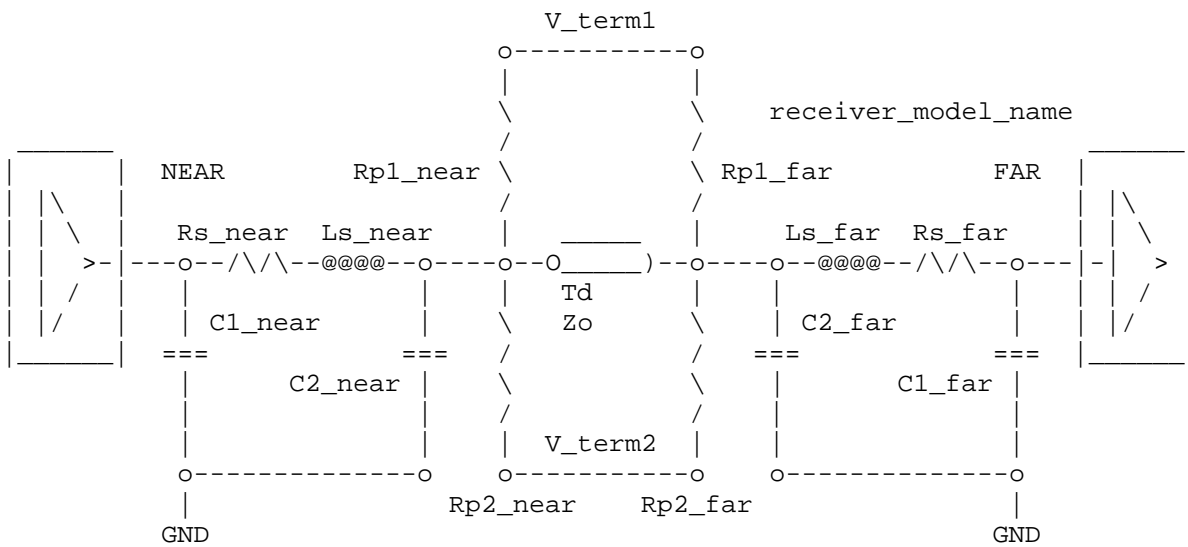 V_term1
receiver_model_name
NEAR Rp1_near Rp1_far FAR
Rs_near Ls_near Ls_far Rs_far
Td
C1_near Zo C2_far
C2_near C1_far
V_term2
Rp2_near Rp2_far
GND GND